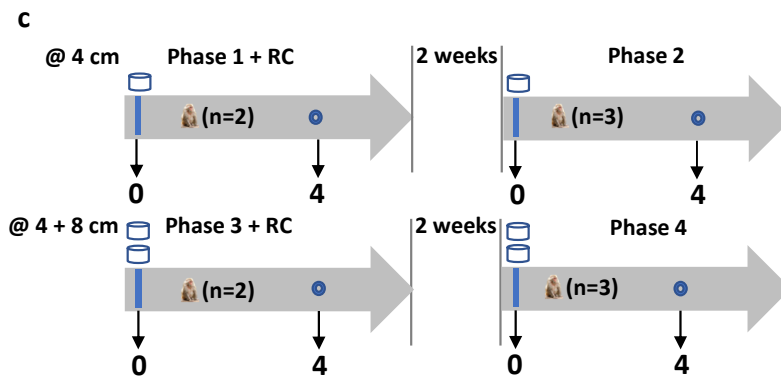 c
@ 4 cm Phase 1 + RC 2 weeks Phase 2
(n=2) (n=3)
0 4 0 4
@ 4 + 8 cm Phase 3 + RC 2 weeks Phase 4
(n=2) (n=3)
0 4 0 4